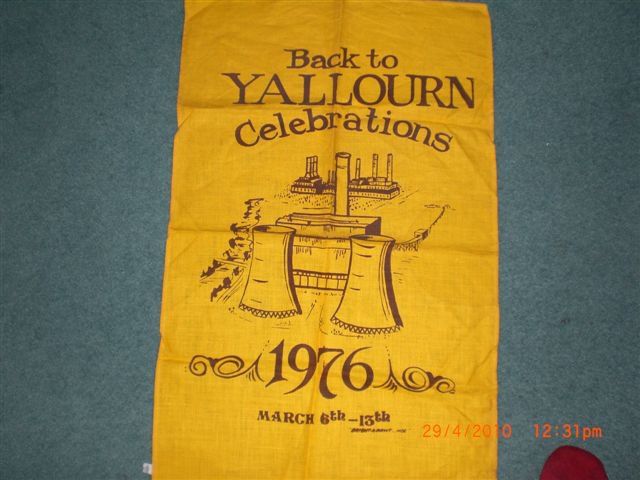 Back to
YALLOURN
Celebrations
1976
MARCH 6th - 13th
29/4/2010 12:31pm